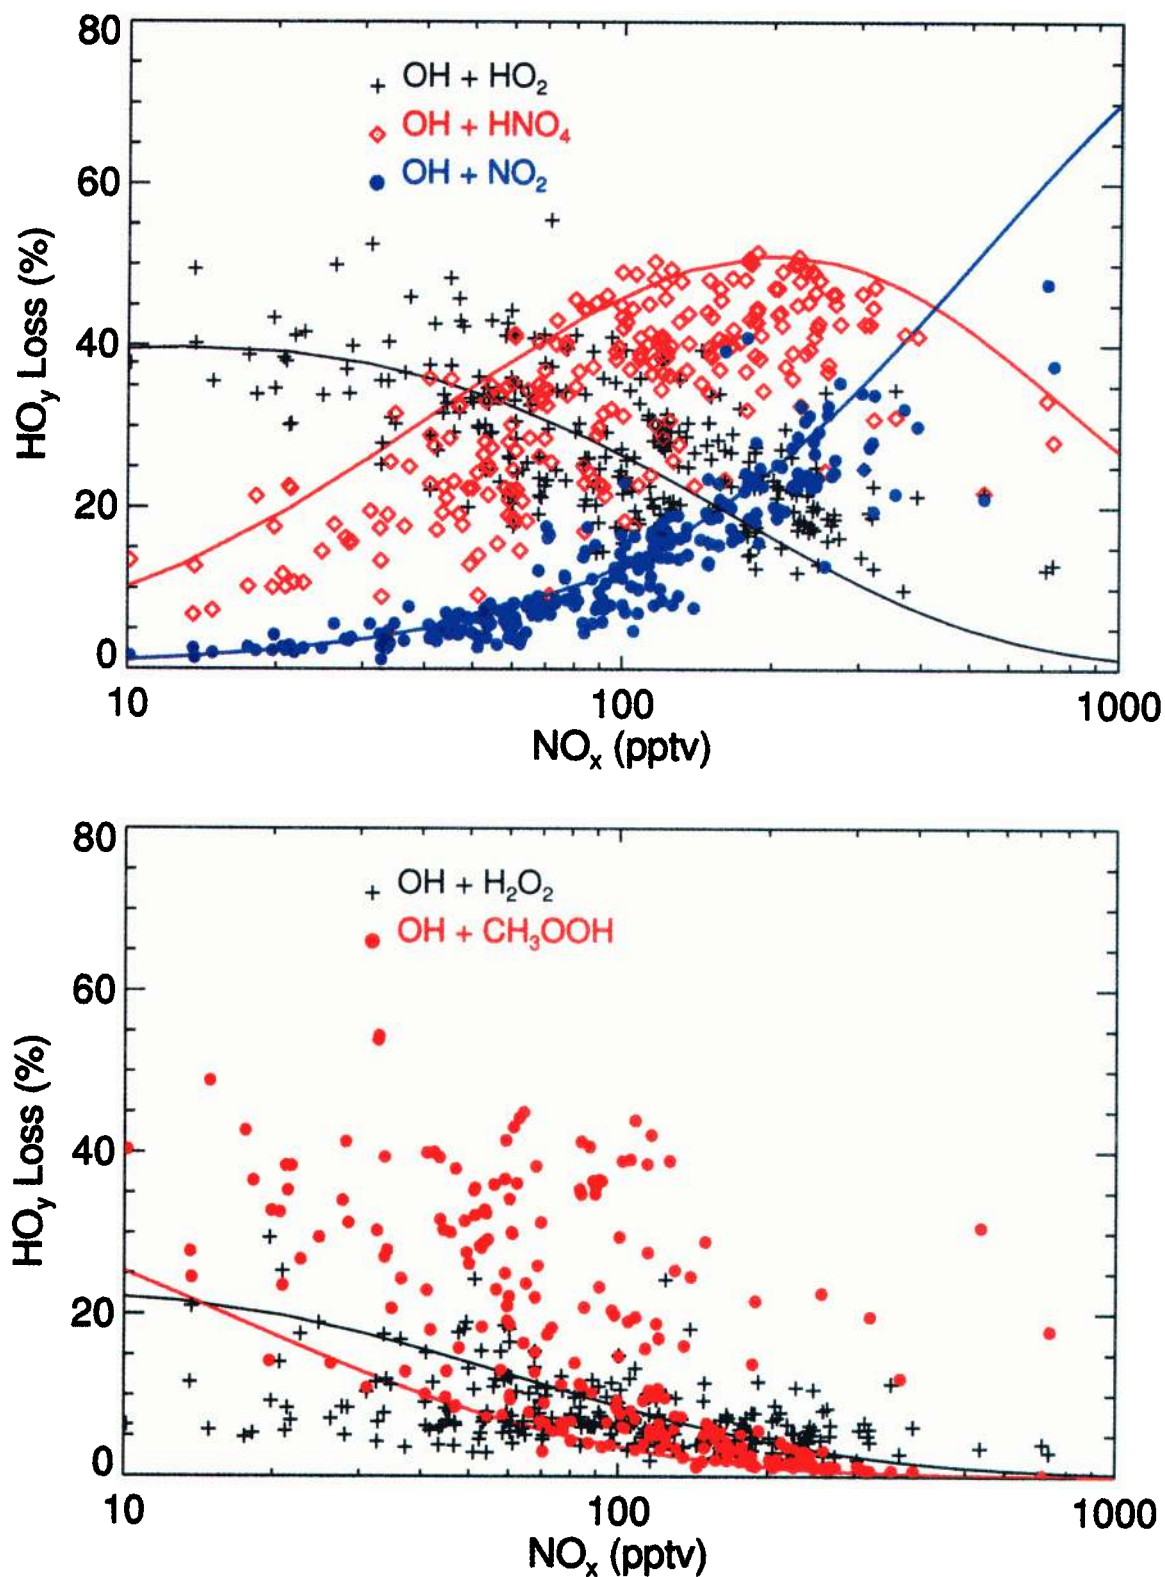 80
60
40
20
0
HOy Loss (%)
+ OH + HO₂
◇ OH + HNO₄
● OH + NO₂
10 100 1000
NOₓ (pptv)
80
60
40
20
0
HOy Loss (%)
+ OH + H₂O₂
● OH + CH₃OOH
10 100 1000
NOₓ (pptv)